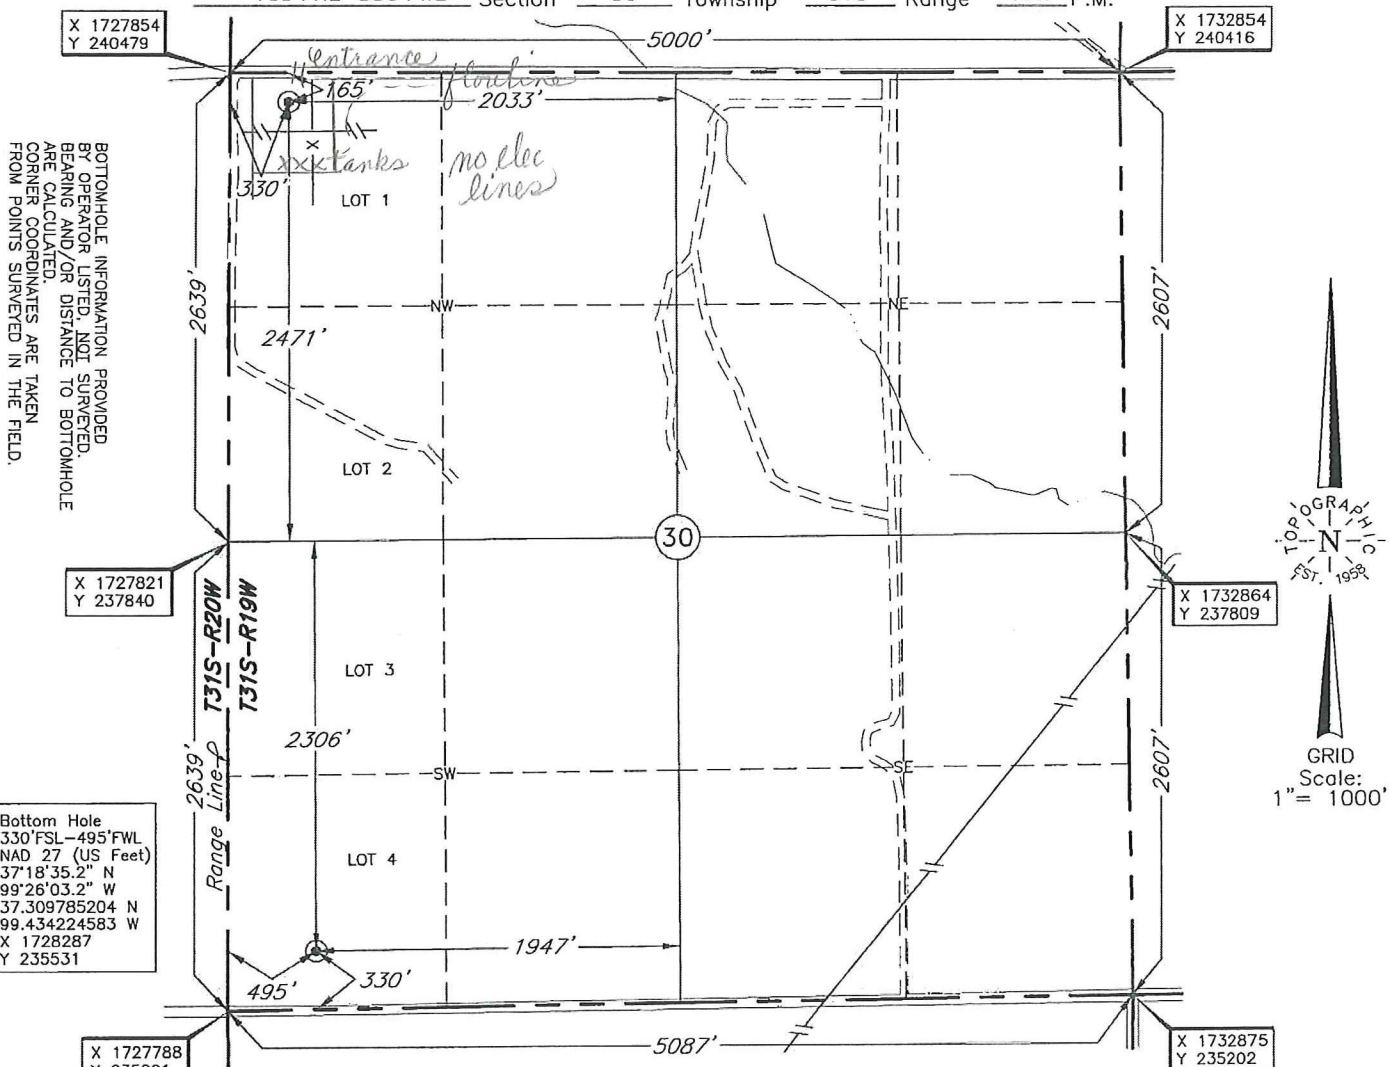 Section
Township
Range
P.M.
X 1727854
Y 240479
5000'
X 1732854
Y 240416
entrance
flowline
165'
2033'
xxx tanks
X
no elec
lines
330'
LOT 1
BOTTOMHOLE INFORMATION PROVIDED
BY OPERATOR LISTED, NOT SURVEYED.
BEARING AND/OR DISTANCE TO BOTTOMHOLE
ARE CALCULATED.
CORNER COORDINATES ARE TAKEN
FROM POINTS SURVEYED IN THE FIELD.
2639'
NW
NE
2607'
2471'
LOT 2
30
TOPOGRAPHIC
N
EST. 1958
X 1727821
Y 237840
X 1732864
Y 237809
T31S-R20W
T31S-R19W
LOT 3
2306'
2639'
Range Line
SW
SE
2607'
GRID
Scale:
1"= 1000'
Bottom Hole
330'FSL-495'FWL
NAD 27 (US Feet)
37°18'35.2" N
99°26'03.2" W
37.309785204 N
99.434224583 W
X 1728287
Y 235531
LOT 4
1947'
495'
330'
5087'
X 1727788
X 1732875
Y 235202